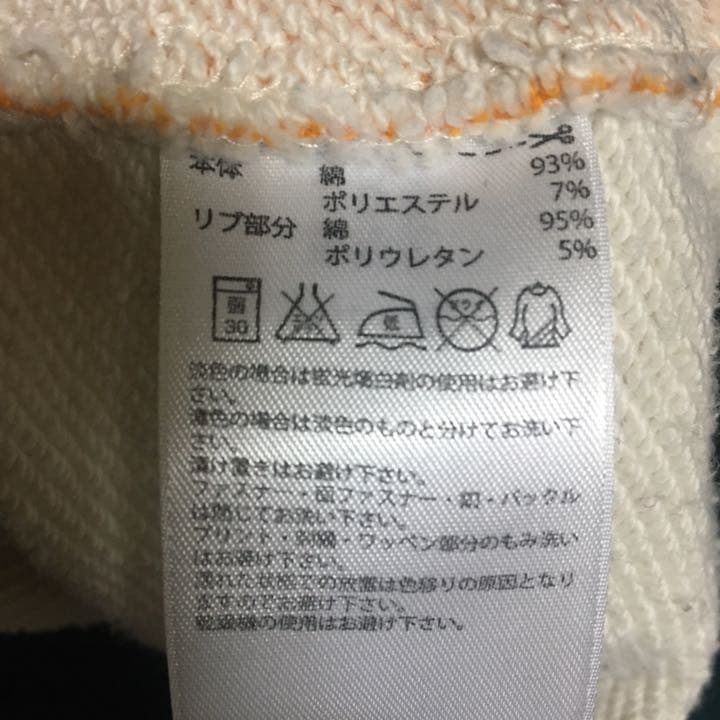 本体 綿 93%
ポリエステル 7%
リブ部分 綿 95%
ポリウレタン 5%
弱 30 低 ドライ
淡色の場合は蛍光増白剤の使用はお避け下
さい。
濃色の場合は淡色のものと分けてお洗い下
さい。
漬け置きはお避け下さい。
ファスナー・面ファスナー・釦・バックル
は閉じてお洗い下さい。
プリント・刺繍・ワッペン部分のもみ洗い
はお避け下さい。
濡れた状態での放置は色移りの原因となり
ますのでお避け下さい。
乾燥機の使用はお避け下さい。